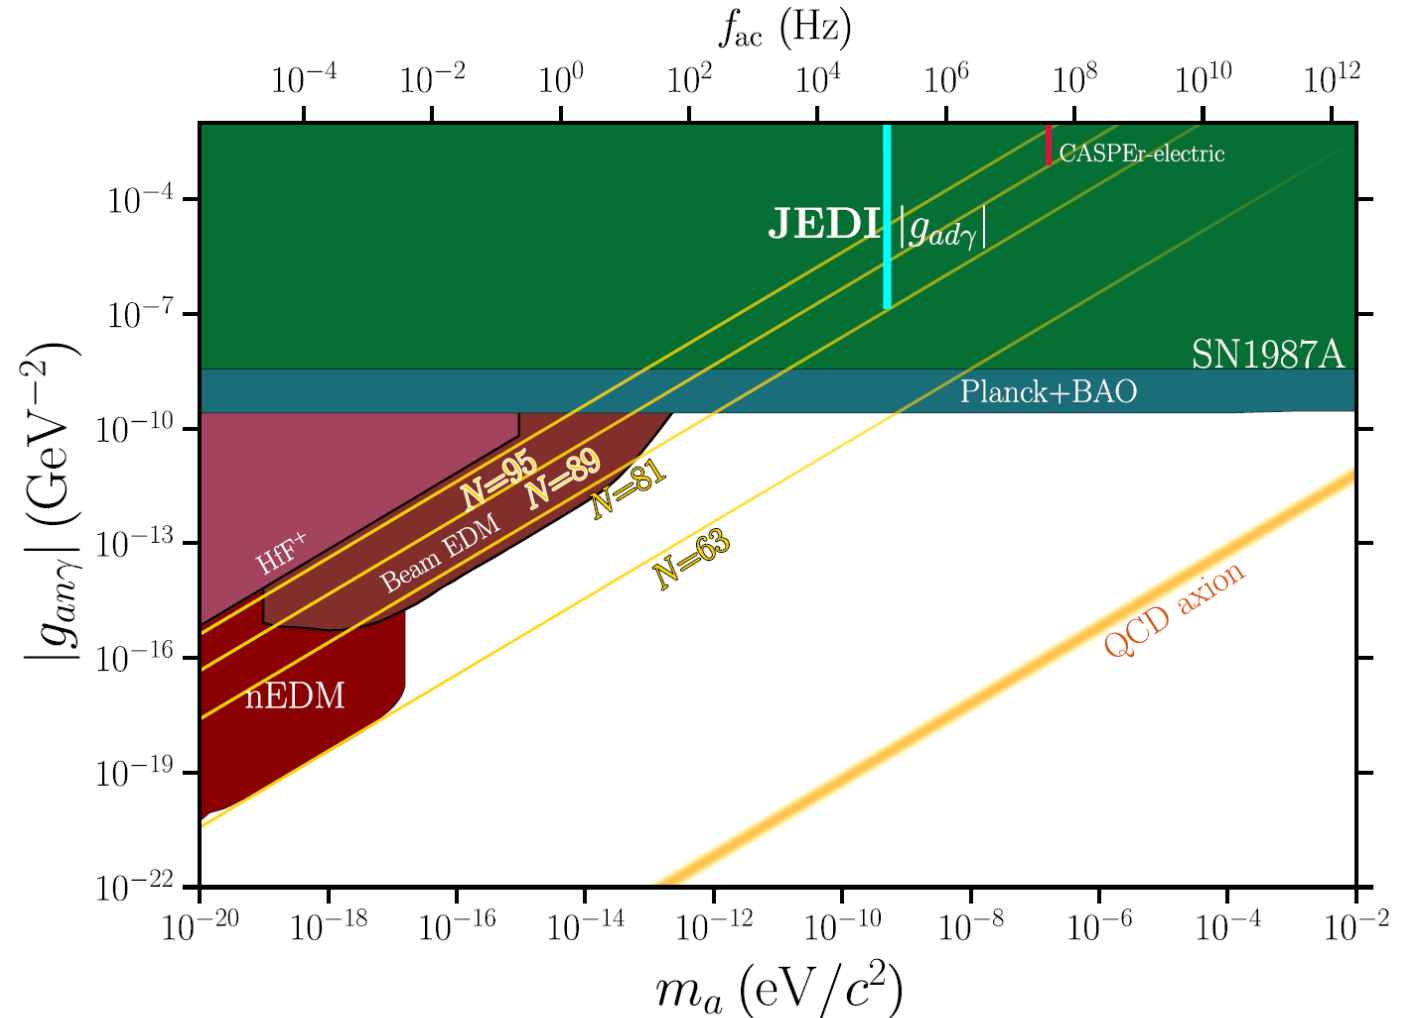 f_ac (Hz)
10^−4 10^−2 10^0 10^2 10^4 10^6 10^8 10^10 10^12
CASPEr-electric
10^−4
JEDI |g_adγ|
10^−7
SN1987A
Planck+BAO
10^−10
N=95 N=89 N=81
HfF^+
Beam EDM
10^−13
N=63
QCD axion
10^−16
nEDM
10^−19
10^−22
|g_anγ| (GeV^−2)
10^−20 10^−18 10^−16 10^−14 10^−12 10^−10 10^−8 10^−6 10^−4 10^−2
m_a (eV/c^2)